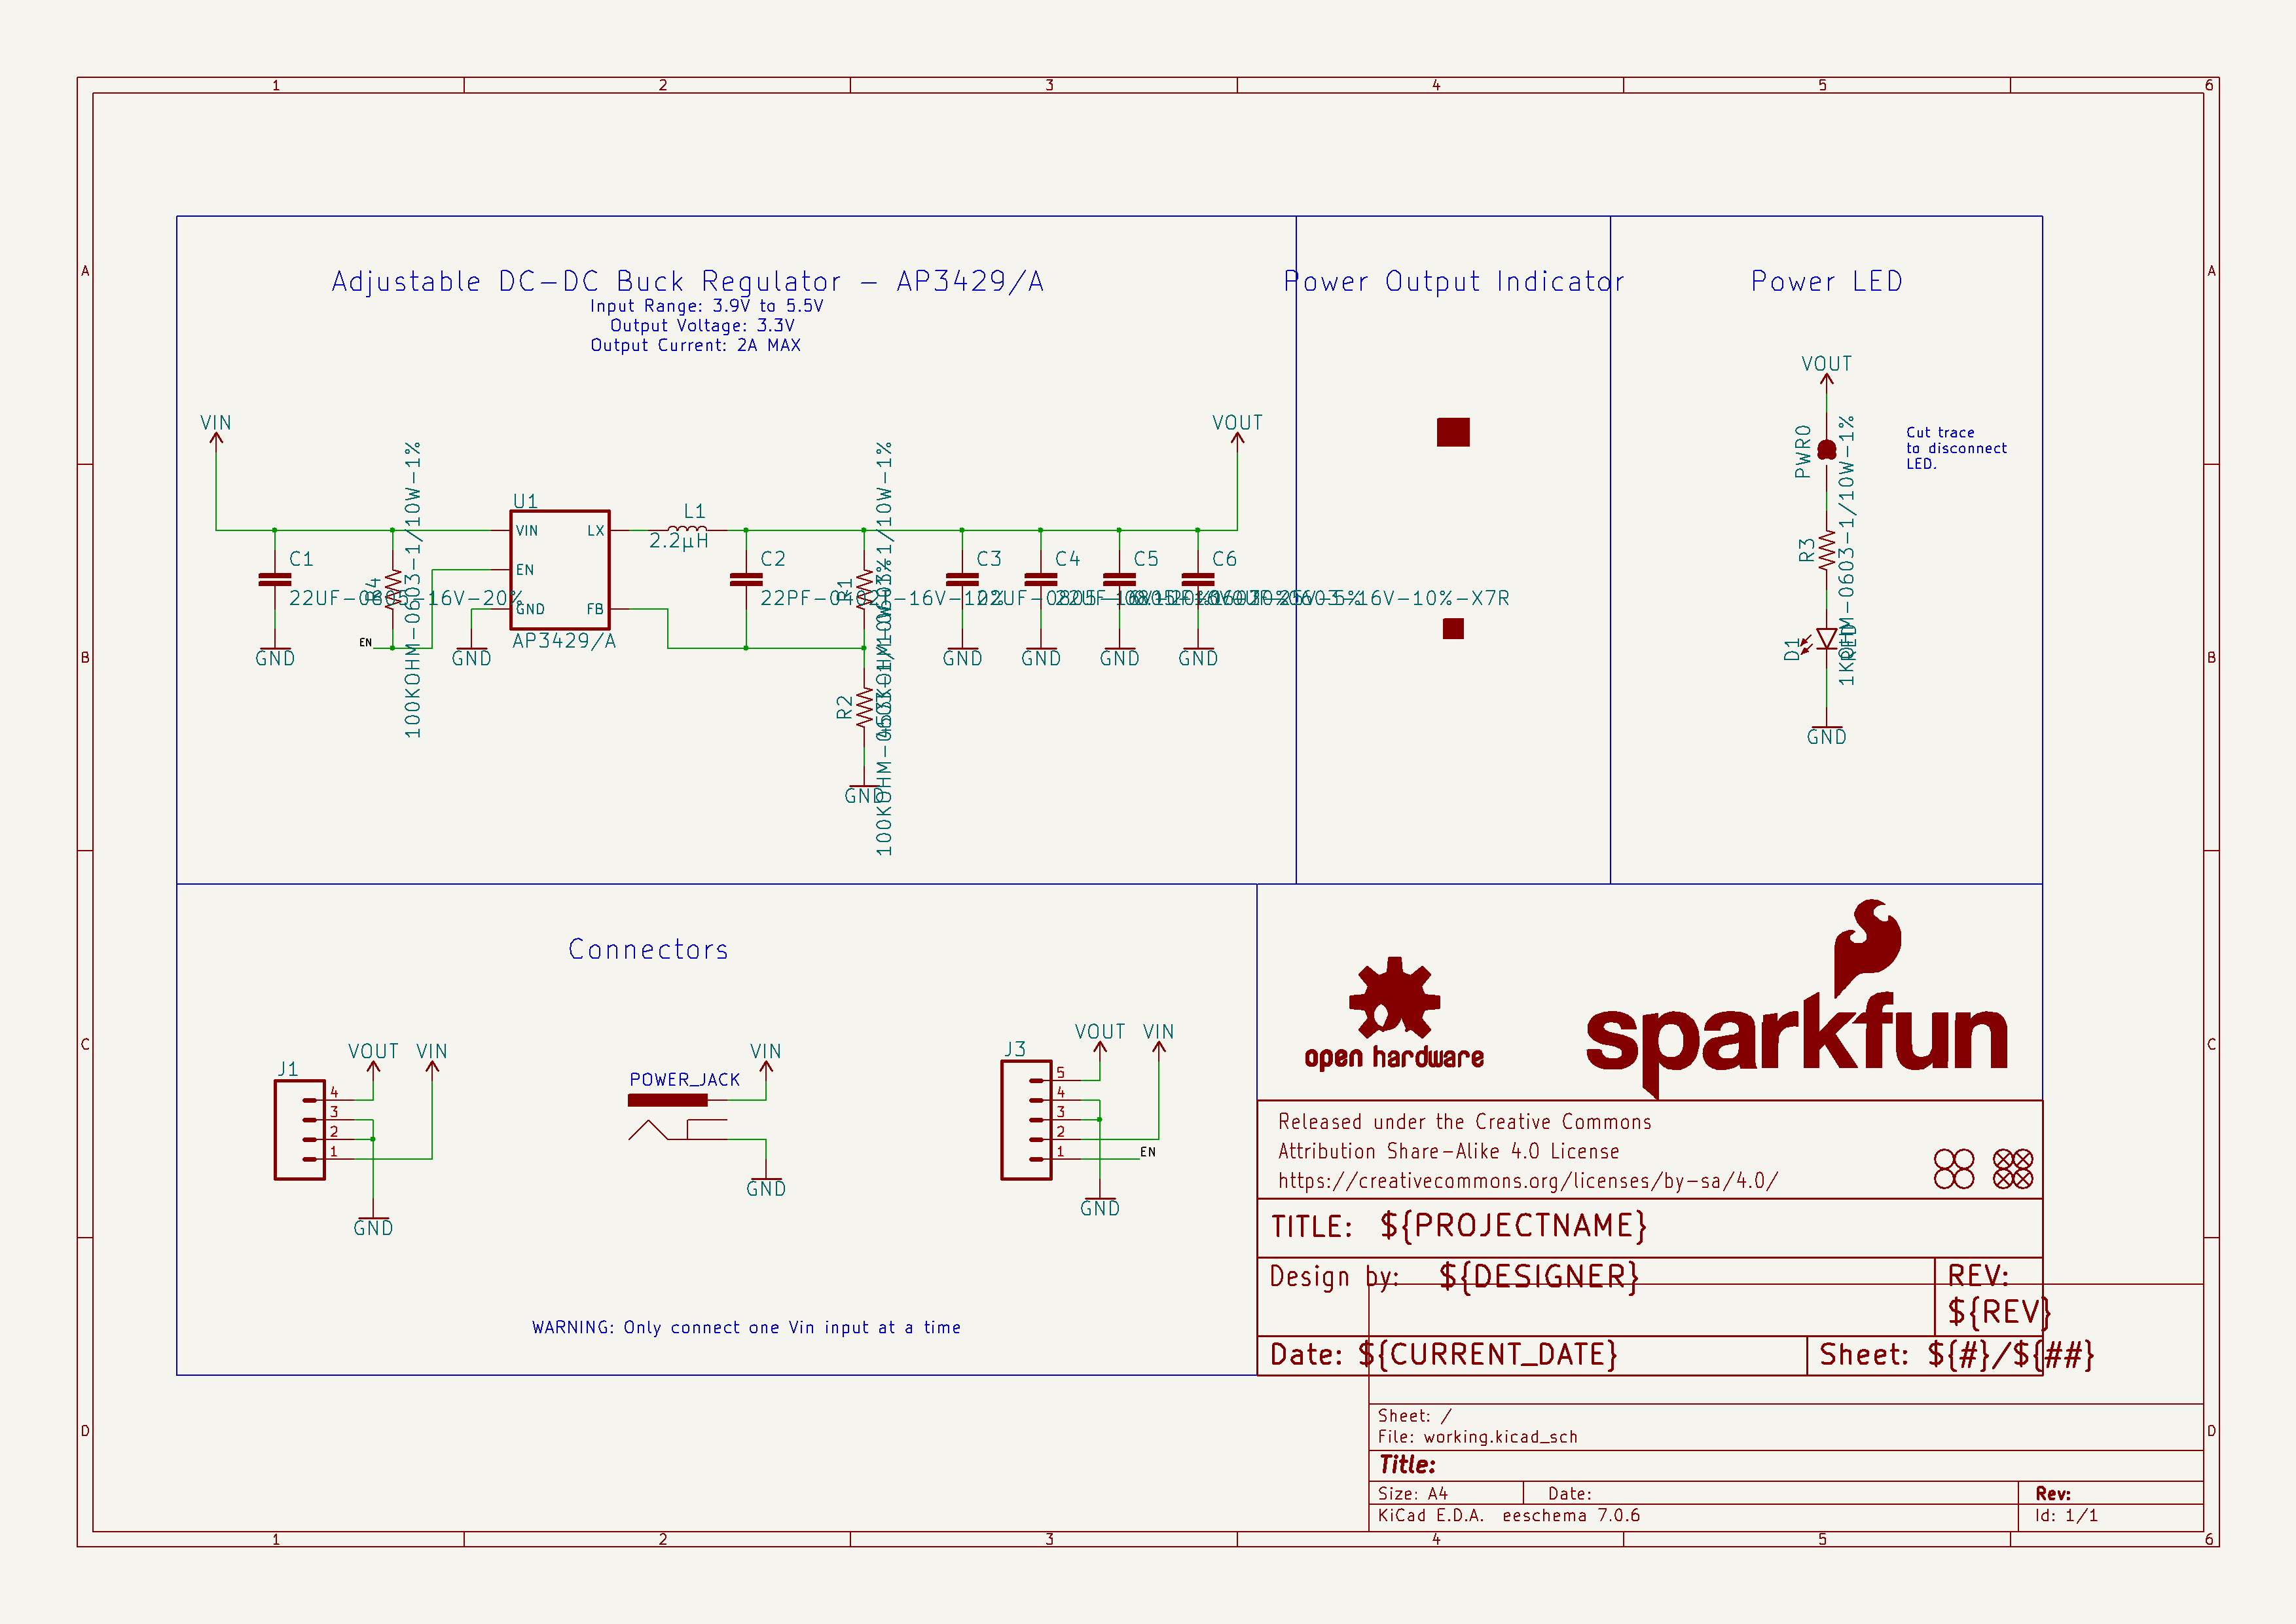 1 2 3 4 5 6
A A
B B
C C
D D
Adjustable DC-DC Buck Regulator - AP3429/A
Input Range: 3.9V to 5.5V
Output Voltage: 3.3V
Output Current: 2A MAX
Power Output Indicator
Power LED
VIN
VOUT
U1
VIN
EN
GND
LX
FB
AP3429/A
L1
2.2µH
C1
22UF-0805-16V-20%
GND
R4
100KOHM-0603-1/10W-1%
EN
GND
C2
R1
R2
GND
C3
GND
C4
GND
C5
GND
C6
GND
VOUT
PWR0
R3
1KOHM-0603-1/10W-1%
D1
RED
GND
Cut trace
to disconnect
LED.
Connectors
J1
VOUT VIN
4
3
2
1
GND
POWER_JACK
VIN
GND
J3
VOUT VIN
5
4
3
2
1
EN
GND
WARNING: Only connect one Vin input at a time
open hardware
sparkfun
Released under the Creative Commons
Attribution Share-Alike 4.0 License
https://creativecommons.org/licenses/by-sa/4.0/
TITLE: ${PROJECTNAME}
Design by: ${DESIGNER}
REV:
${REV}
Date: ${CURRENT_DATE}
Sheet: ${#}/${##}
Sheet: /
File: working.kicad_sch
Title:
Size: A4 Date: Rev:
KiCad E.D.A. eeschema 7.0.6 Id: 1/1
1 2 3 4 5 6